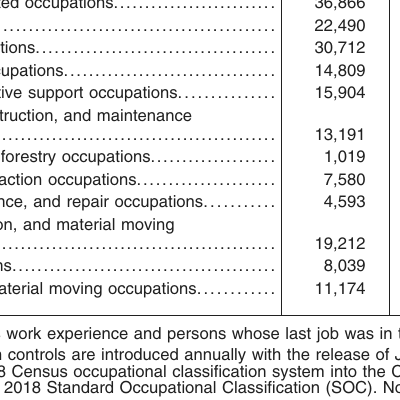 ted occupations 36,866
22,490
tions 30,712
cupations 14,809
tive support occupations 15,904
truction, and maintenance
13,191
forestry occupations 1,019
action occupations 7,580
nce, and repair occupations 4,593
on, and material moving
19,212
ns 8,039
aterial moving occupations 11,174
work experience and persons whose last job was in
controls are introduced annually with the release of J
8 Census occupational classification system into the C
2018 Standard Occupational Classification (SOC). No